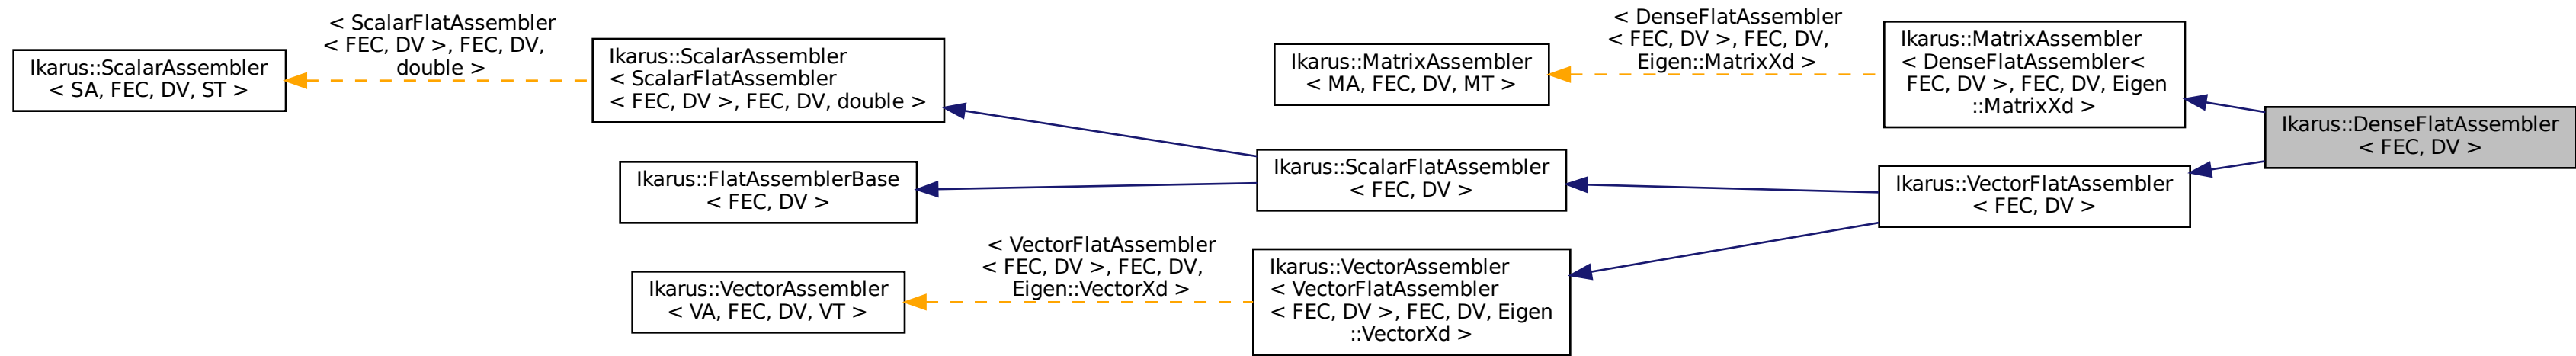 Ikarus::ScalarAssembler
< SA, FEC, DV, ST >
< ScalarFlatAssembler
< FEC, DV >, FEC, DV,
double >
Ikarus::ScalarAssembler
< ScalarFlatAssembler
< FEC, DV >, FEC, DV, double >
Ikarus::FlatAssemblerBase
< FEC, DV >
Ikarus::VectorAssembler
< VA, FEC, DV, VT >
< VectorFlatAssembler
< FEC, DV >, FEC, DV,
Eigen::VectorXd >
Ikarus::MatrixAssembler
< MA, FEC, DV, MT >
Ikarus::ScalarFlatAssembler
< FEC, DV >
Ikarus::VectorAssembler
< VectorFlatAssembler
< FEC, DV >, FEC, DV, Eigen
::VectorXd >
< DenseFlatAssembler
< FEC, DV >, FEC, DV,
Eigen::MatrixXd >
Ikarus::MatrixAssembler
< DenseFlatAssembler<
FEC, DV >, FEC, DV, Eigen
::MatrixXd >
Ikarus::VectorFlatAssembler
< FEC, DV >
Ikarus::DenseFlatAssembler
< FEC, DV >